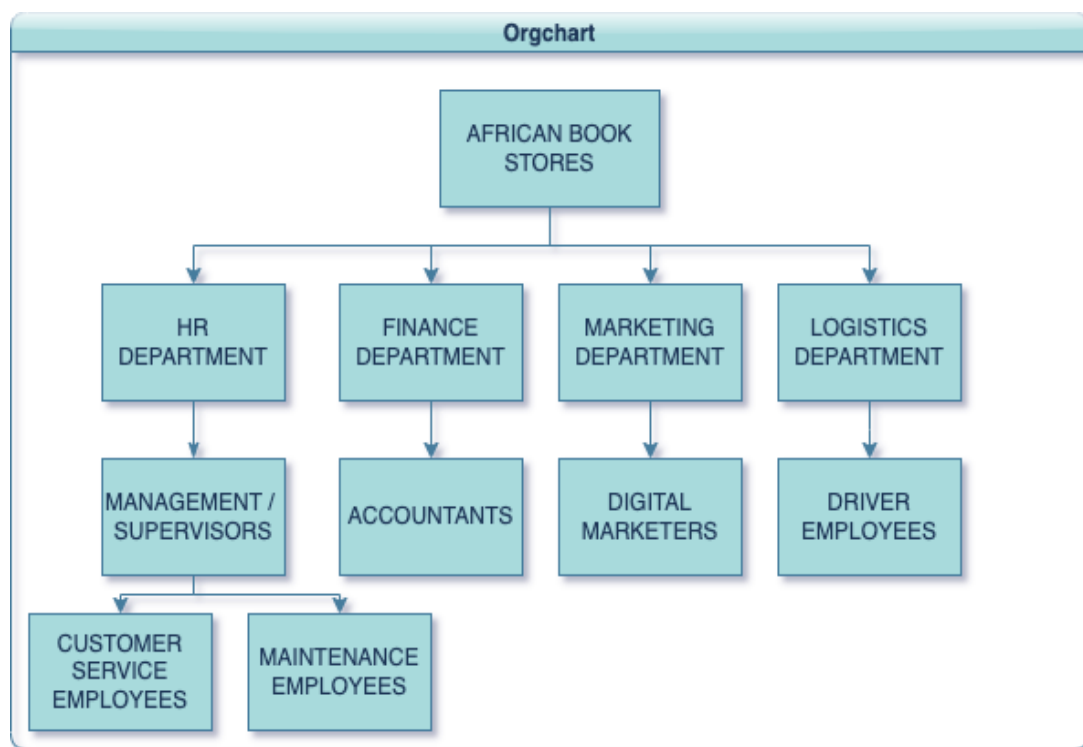 Orgchart
AFRICAN BOOK
STORES
HR
DEPARTMENT
FINANCE
DEPARTMENT
MARKETING
DEPARTMENT
LOGISTICS
DEPARTMENT
MANAGEMENT /
SUPERVISORS
ACCOUNTANTS
DIGITAL
MARKETERS
DRIVER
EMPLOYEES
CUSTOMER
SERVICE
EMPLOYEES
MAINTENANCE
EMPLOYEES